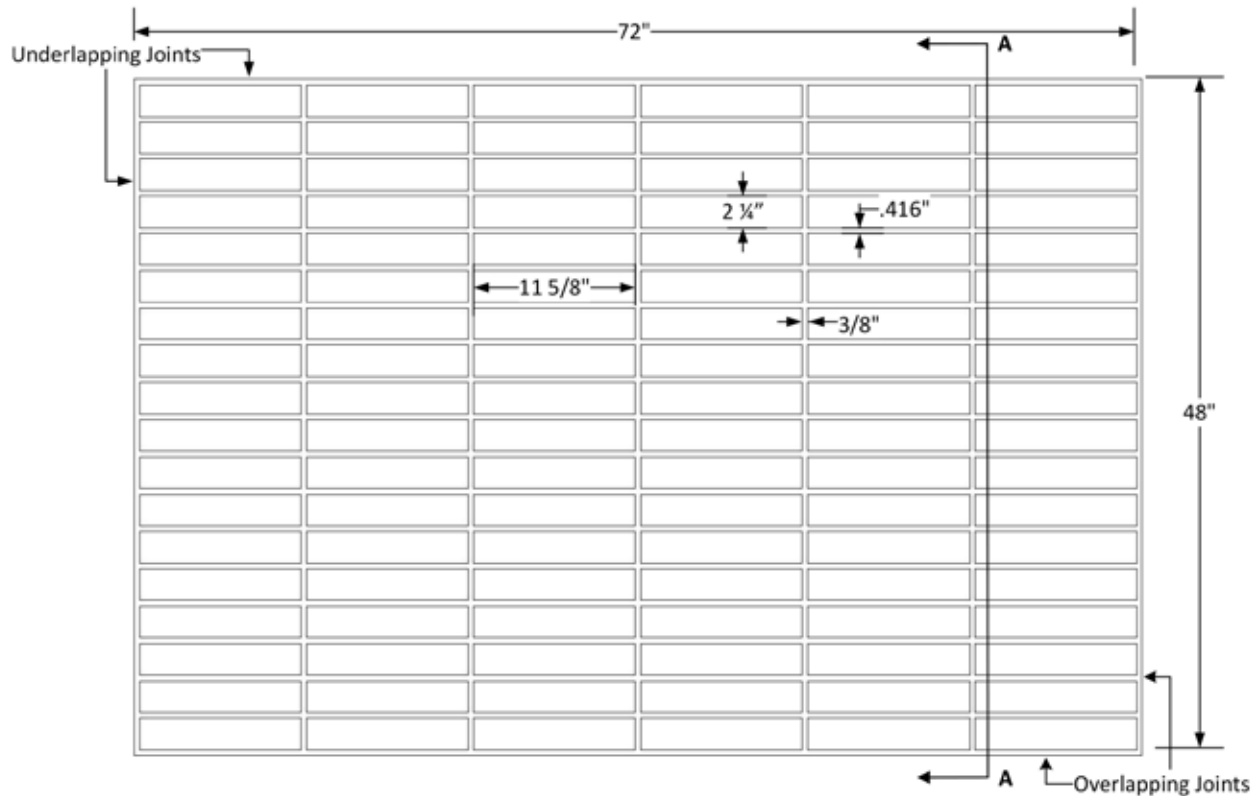 72"
A
Underlapping Joints
2 ¼"
.416"
11 5/8"
3/8"
48"
A
Overlapping Joints